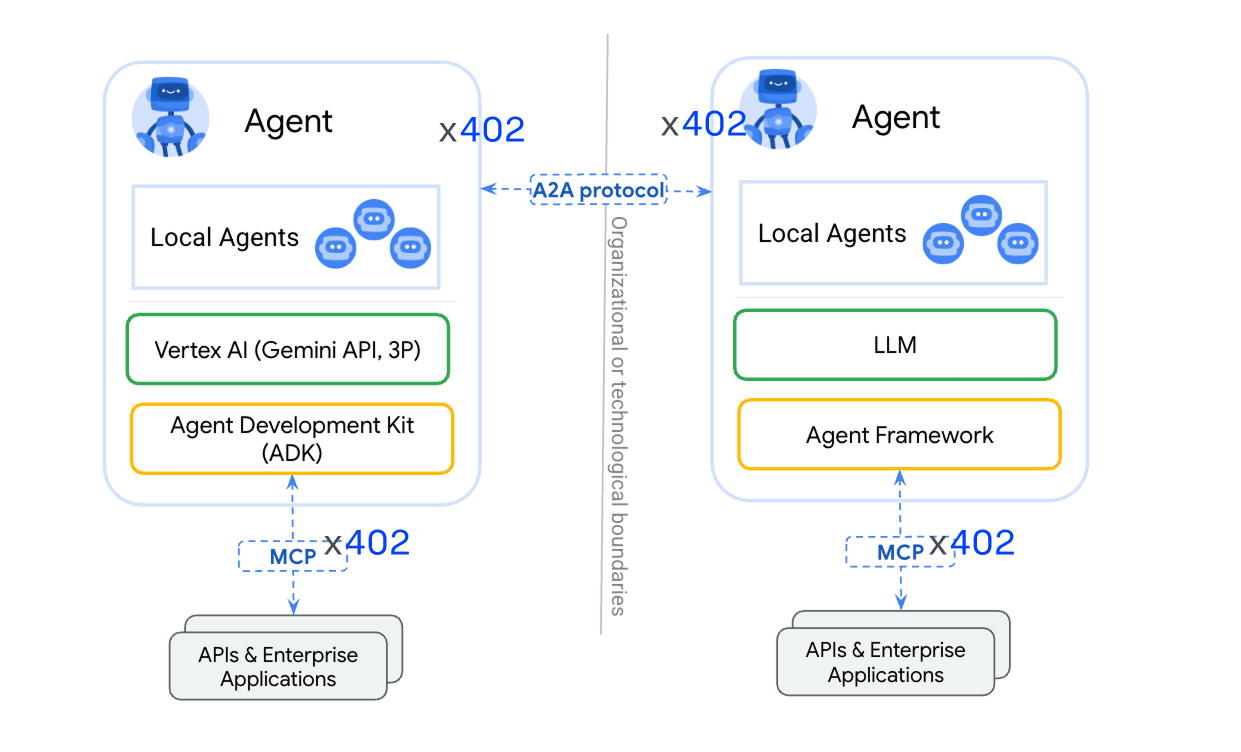 Agent
x402
x402
Agent
A2A protocol
Local Agents
Local Agents
Organizational or technological boundaries
Vertex AI (Gemini API, 3P)
LLM
Agent Development Kit
(ADK)
Agent Framework
MCP
x402
MCP
x402
APIs & Enterprise
Applications
APIs & Enterprise
Applications